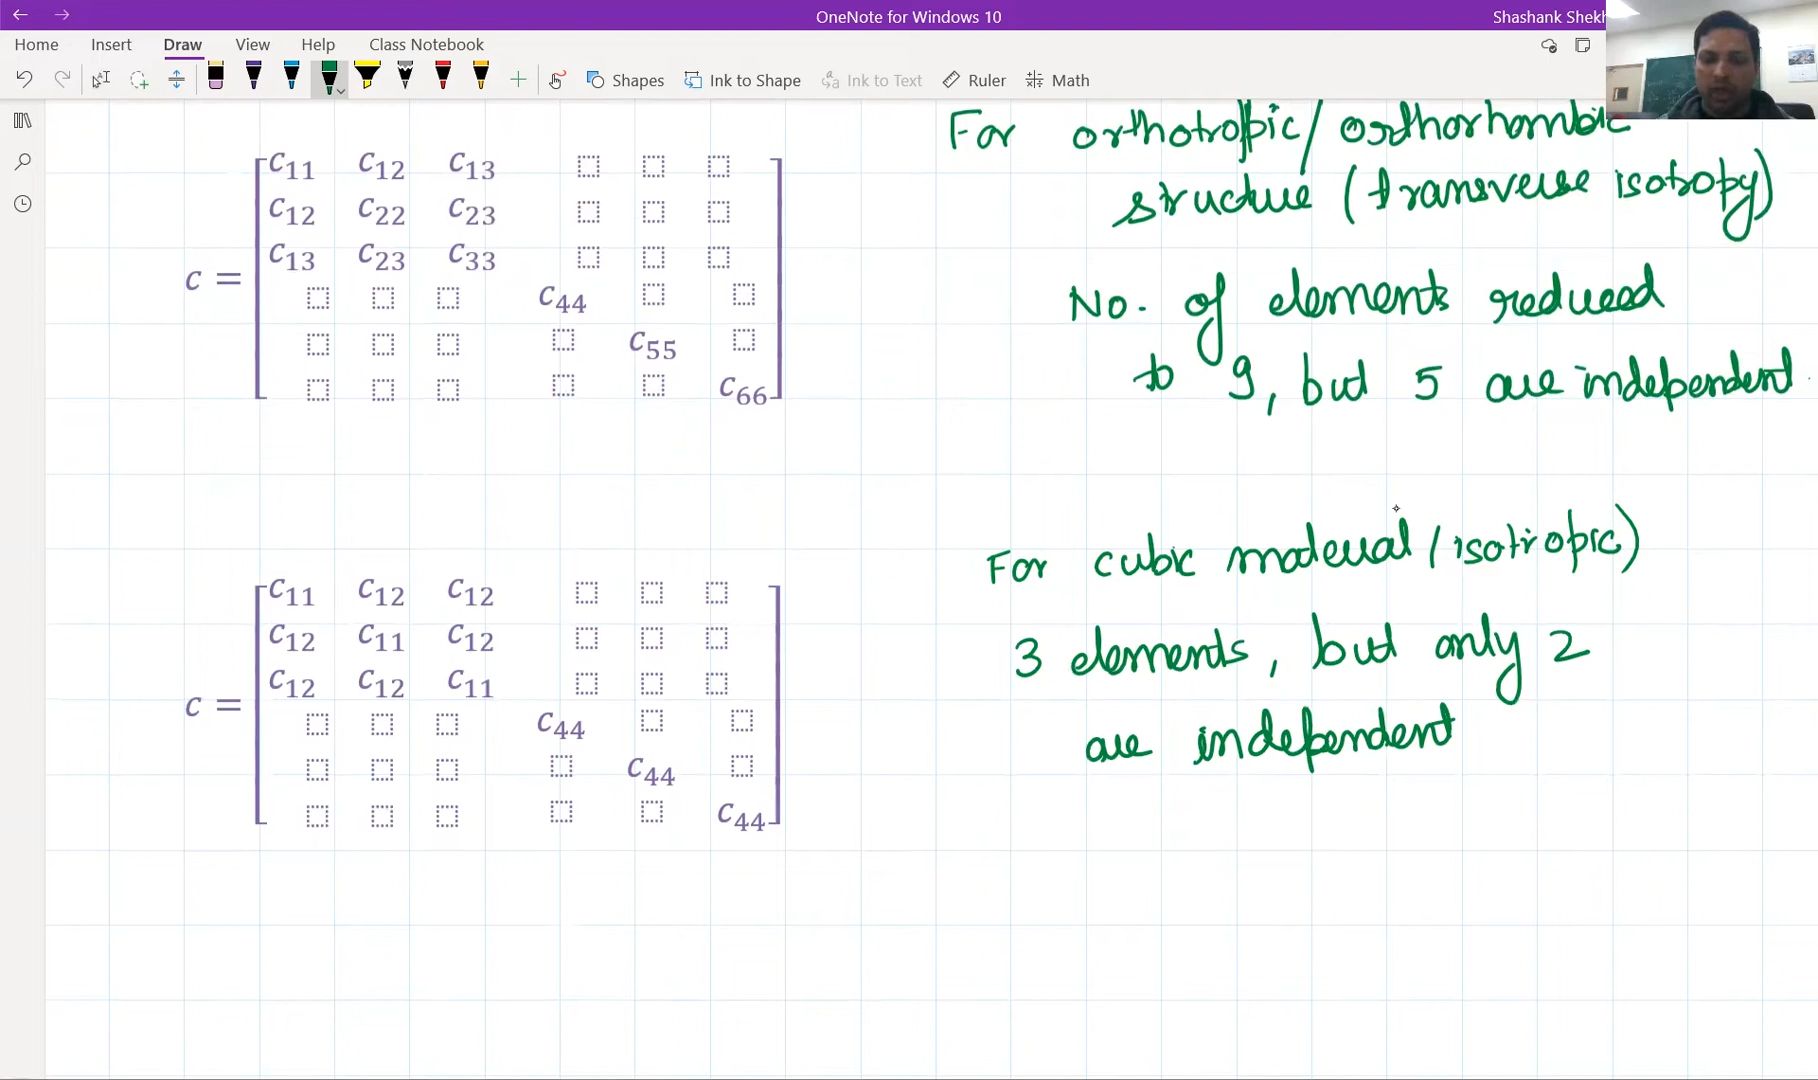 OneNote for Windows 10
Shashank Shekh
Home Insert Draw View Help Class Notebook
Shapes Ink to Shape Ink to Text Ruler Math
For orthotropic/orthorhombic
structure (transverse isotropy)
No. of elements reduced
to 9, but 5 are independent.
c =
c11 c12 c13
c12 c22 c23
c13 c23 c33
c44
c55
c66
For cubic material (isotropic)
3 elements, but only 2
are independent
c =
c11 c12 c12
c12 c11 c12
c12 c12 c11
c44
c44
c44